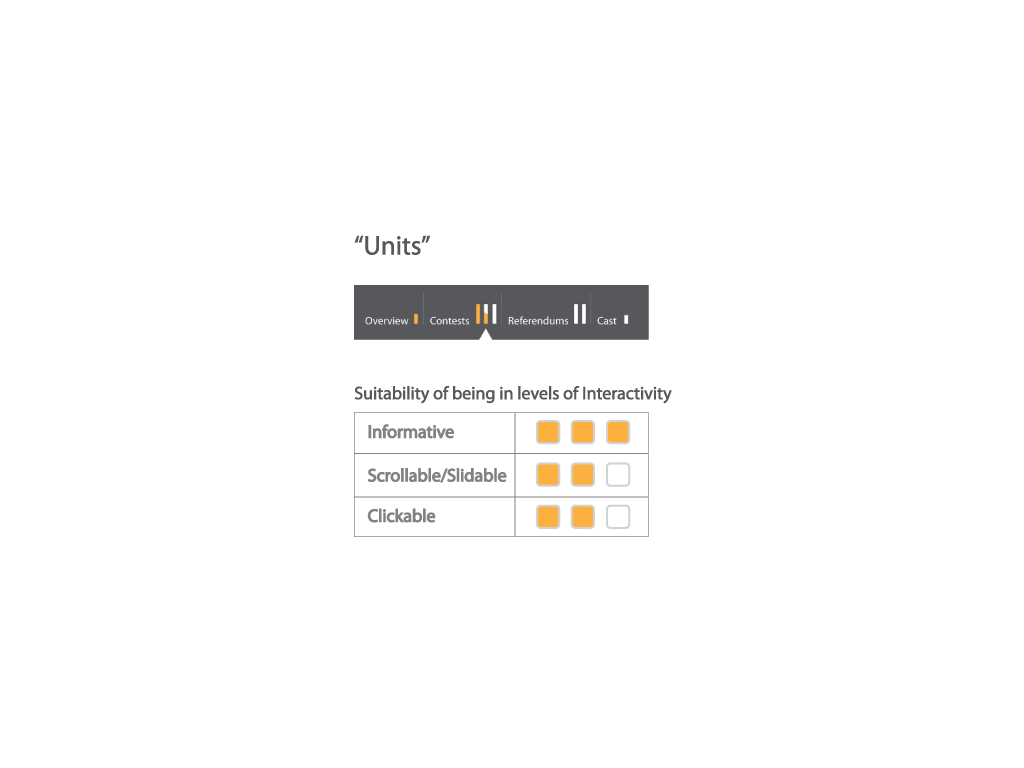 “Units”
Overview Contests Referendums Cast
Suitability of being in levels of Interactivity
Informative
Scrollable/Slidable
Clickable